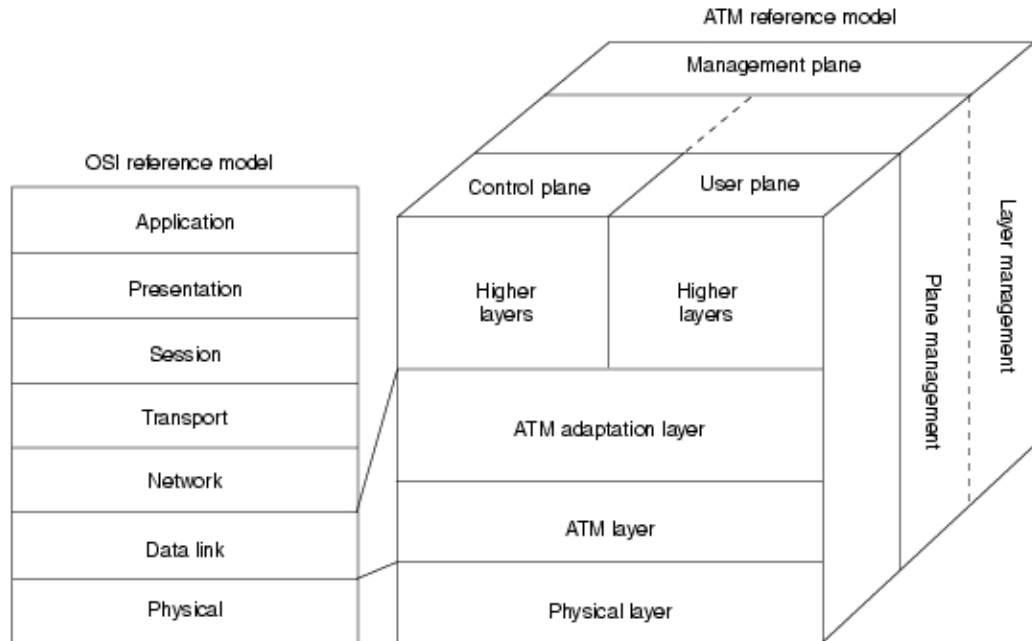 ATM reference model
Management plane
OSI reference model
Control plane
User plane
Application
Presentation
Session
Transport
Network
Data link
Physical
Higher
layers
Higher
layers
ATM adaptation layer
ATM layer
Physical layer
Plane management
Layer management